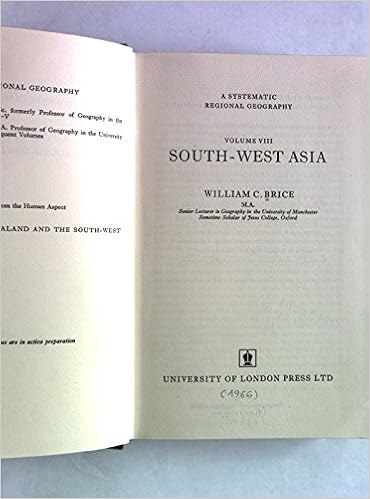 ONAL GEOGRAPHY
ic, formerly Professor of Geography in the
-V
A. Professor of Geography in the University
quent Volumes
om the Human Aspect
ALAND AND THE SOUTH-WEST
us are in active preparation
A SYSTEMATIC
REGIONAL GEOGRAPHY
VOLUME VIII
SOUTH-WEST ASIA
WILLIAM C. BRICE
M.A.
Senior Lecturer in Geography in the University of Manchester
Sometime Scholar of Jesus College, Oxford
UNIVERSITY OF LONDON PRESS LTD
(1966)